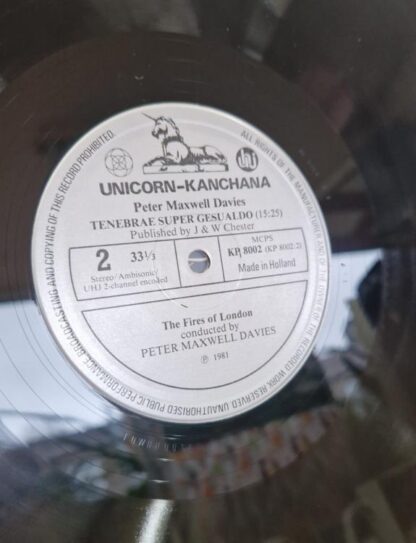 BROADCASTING AND COPYING OF THIS RECORD PROHIBITED.
ALL RIGHTS OF THE MANUFACTURER AND OF THE OWNER OF THE RECORDED WORK RESERVED
UNAUTHORISED PUBLIC PERFORMANCE
UNICORN-KANCHANA
Peter Maxwell Davies
TENEBRAE SUPER GESUALDO (15:25)
Published by J & W Chester
2 33⅓
Stereo/Ambisonic/
UHJ 2-channel encoded
MCPS
KP 8002 (KP 8002:2)
Made in Holland
The Fires of London
conducted by
PETER MAXWELL DAVIES
℗ 1981